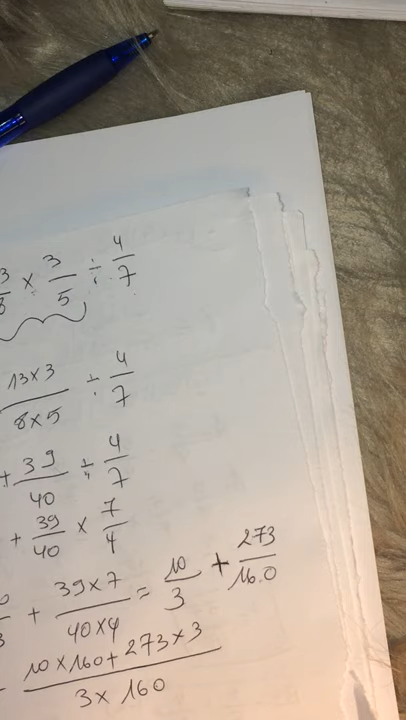 3/8 × 3/5 ÷ 4/7
13×3/8×5 ÷ 4/7
+ 39/40 ÷ 4/7
+ 39/40 × 7/4
+ 39×7/40×4 = 10/3 + 273/160
10×160+273×3/3×160